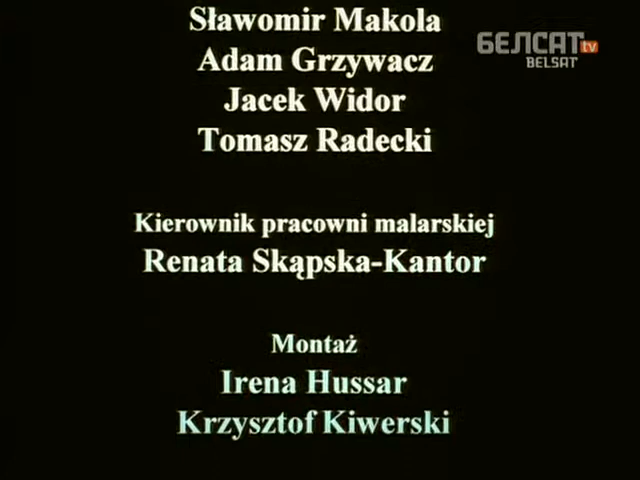 Sławomir Makola
Adam Grzywacz
Jacek Widor
Tomasz Radecki
БЕЛСАТ tv
BELSAT
Kierownik pracowni malarskiej
Renata Skąpska-Kantor
Montaż
Irena Hussar
Krzysztof Kiwerski